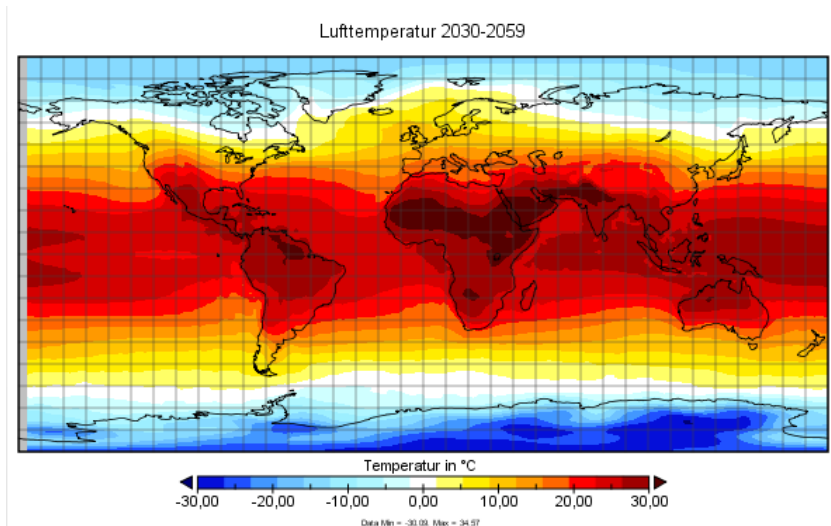 Lufttemperatur 2030-2059
Temperatur in °C
-30,00 -20,00 -10,00 0,00 10,00 20,00 30,00
Data Min = -30.09, Max = 34.57